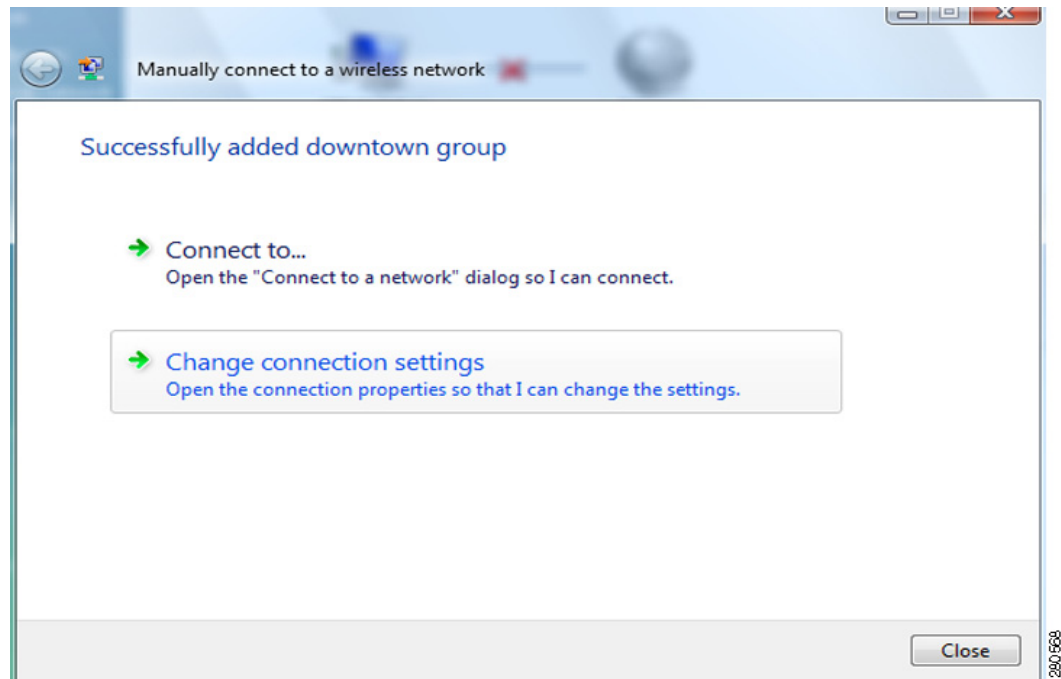 Manually connect to a wireless network
Successfully added downtown group
Connect to...
Open the "Connect to a network" dialog so I can connect.
Change connection settings
Open the connection properties so that I can change the settings.
Close
280568